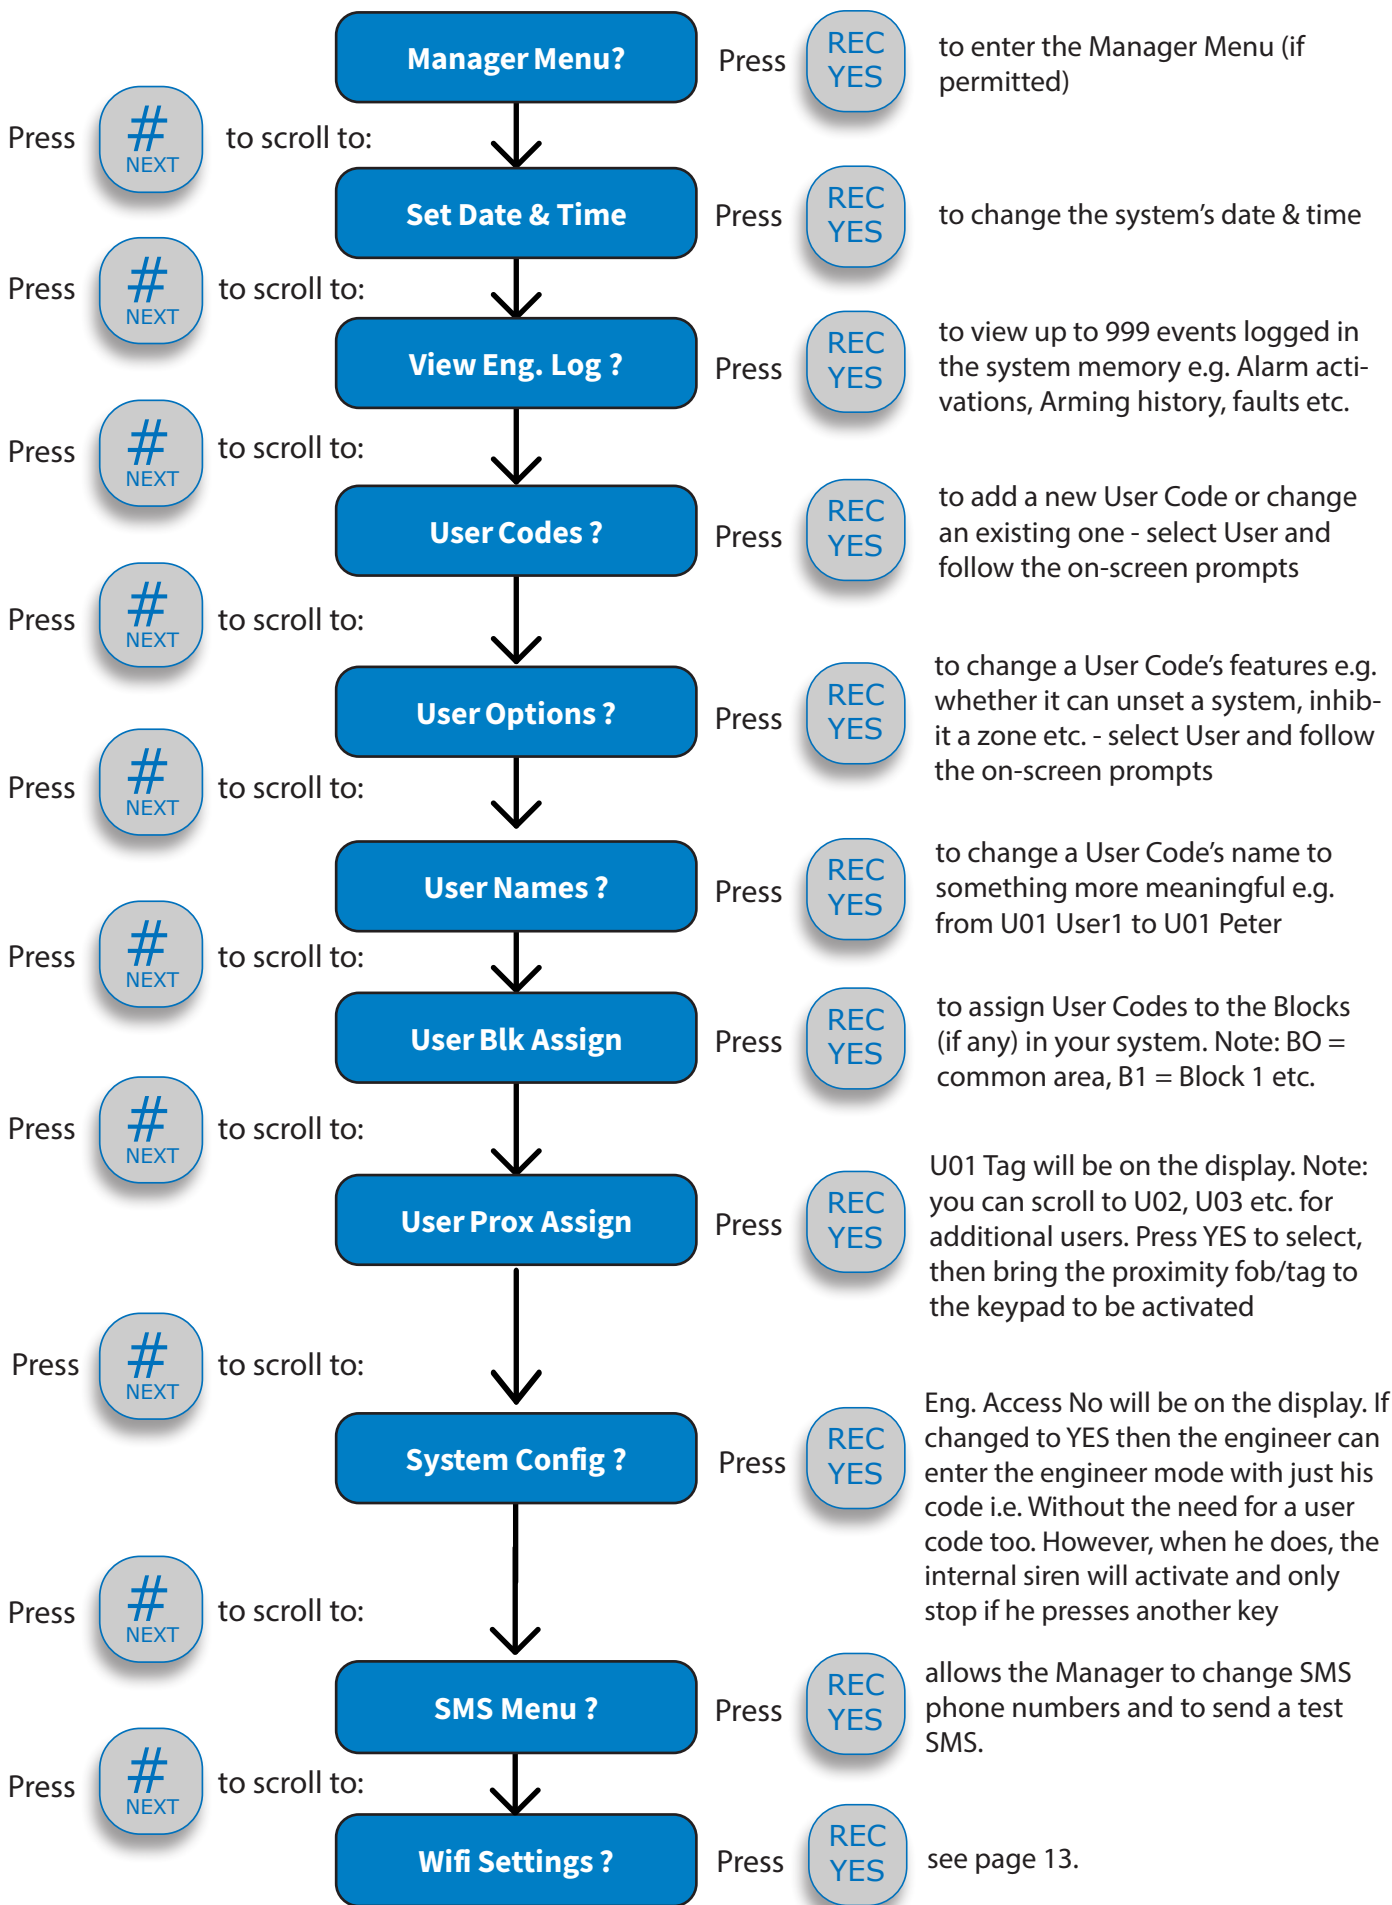 Manager Menu?
Press
REC
YES
to enter the Manager Menu (if
permitted)
Press
#
NEXT
to scroll to:
Set Date & Time
Press
REC
YES
to change the system's date & time
Press
#
NEXT
to scroll to:
View Eng. Log ?
Press
REC
YES
to view up to 999 events logged in
the system memory e.g. Alarm acti-
vations, Arming history, faults etc.
Press
#
NEXT
to scroll to:
User Codes ?
Press
REC
YES
to add a new User Code or change
an existing one - select User and
follow the on-screen prompts
Press
#
NEXT
to scroll to:
User Options ?
Press
REC
YES
to change a User Code's features e.g.
whether it can unset a system, inhib-
it a zone etc. - select User and follow
the on-screen prompts
Press
#
NEXT
to scroll to:
User Names ?
Press
REC
YES
to change a User Code's name to
something more meaningful e.g.
from U01 User1 to U01 Peter
Press
#
NEXT
to scroll to:
User Blk Assign
Press
REC
YES
to assign User Codes to the Blocks
(if any) in your system. Note: BO =
common area, B1 = Block 1 etc.
Press
#
NEXT
to scroll to:
User Prox Assign
Press
REC
YES
U01 Tag will be on the display. Note:
you can scroll to U02, U03 etc. for
additional users. Press YES to select,
then bring the proximity fob/tag to
the keypad to be activated
Press
#
NEXT
to scroll to:
System Config ?
Press
REC
YES
Eng. Access No will be on the display. If
changed to YES then the engineer can
enter the engineer mode with just his
code i.e. Without the need for a user
code too. However, when he does, the
internal siren will activate and only
stop if he presses another key
Press
#
NEXT
to scroll to:
SMS Menu ?
Press
REC
YES
allows the Manager to change SMS
phone numbers and to send a test
SMS.
Press
#
NEXT
to scroll to:
Wifi Settings ?
Press
REC
YES
see page 13.